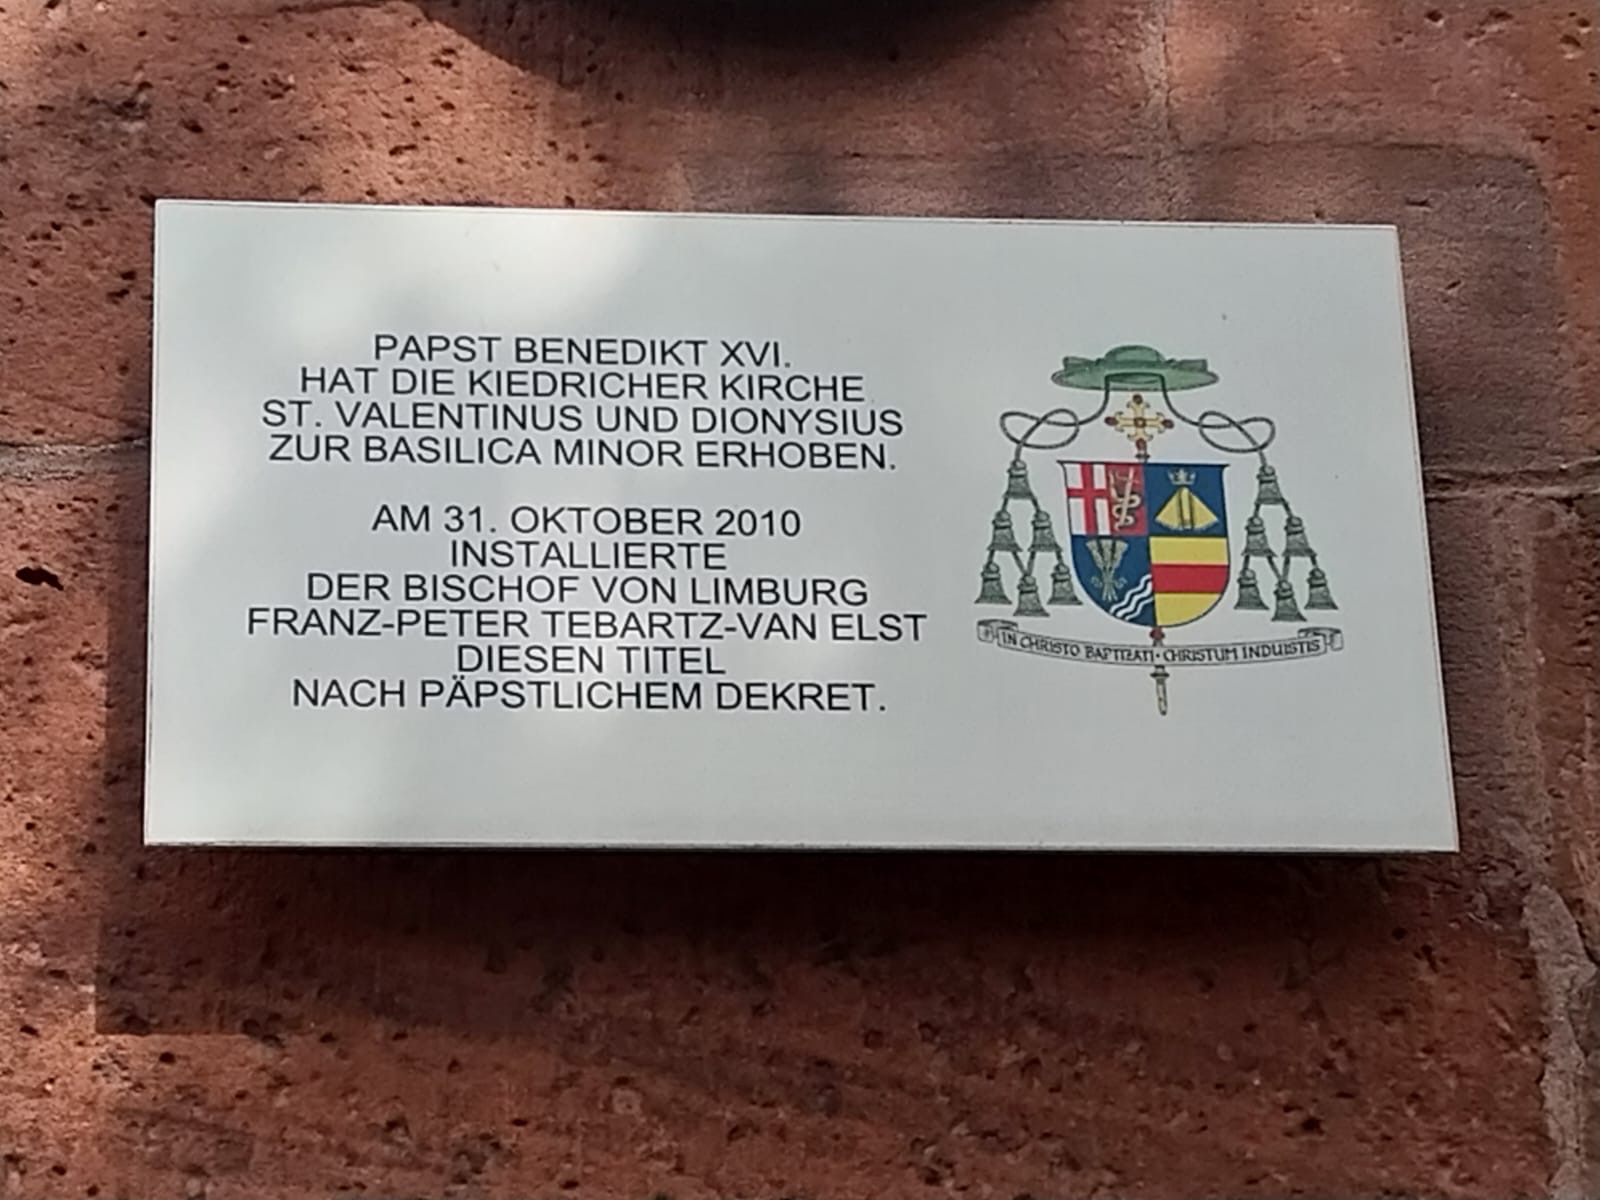 PAPST BENEDIKT XVI.
HAT DIE KIEDRICHER KIRCHE
ST. VALENTINUS UND DIONYSIUS
ZUR BASILICA MINOR ERHOBEN.
AM 31. OKTOBER 2010
INSTALLIERTE
DER BISCHOF VON LIMBURG
FRANZ-PETER TEBARTZ-VAN ELST
DIESEN TITEL
NACH PÄPSTLICHEM DEKRET.
IN CHRISTO BAPTIZATI · CHRISTUM INDUISTIS